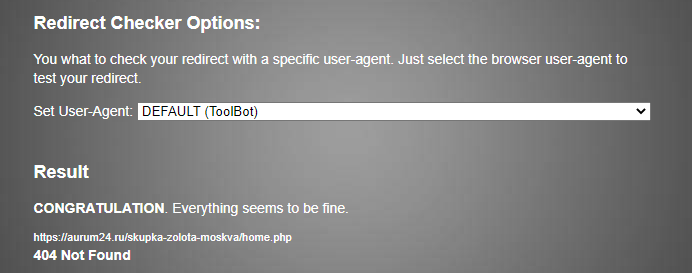 Redirect Checker Options:
You what to check your redirect with a specific user-agent. Just select the browser user-agent to
test your redirect.
Set User-Agent: DEFAULT (ToolBot)
Result
CONGRATULATION. Everything seems to be fine.
https://aurum24.ru/skupka-zolota-moskva/home.php
404 Not Found